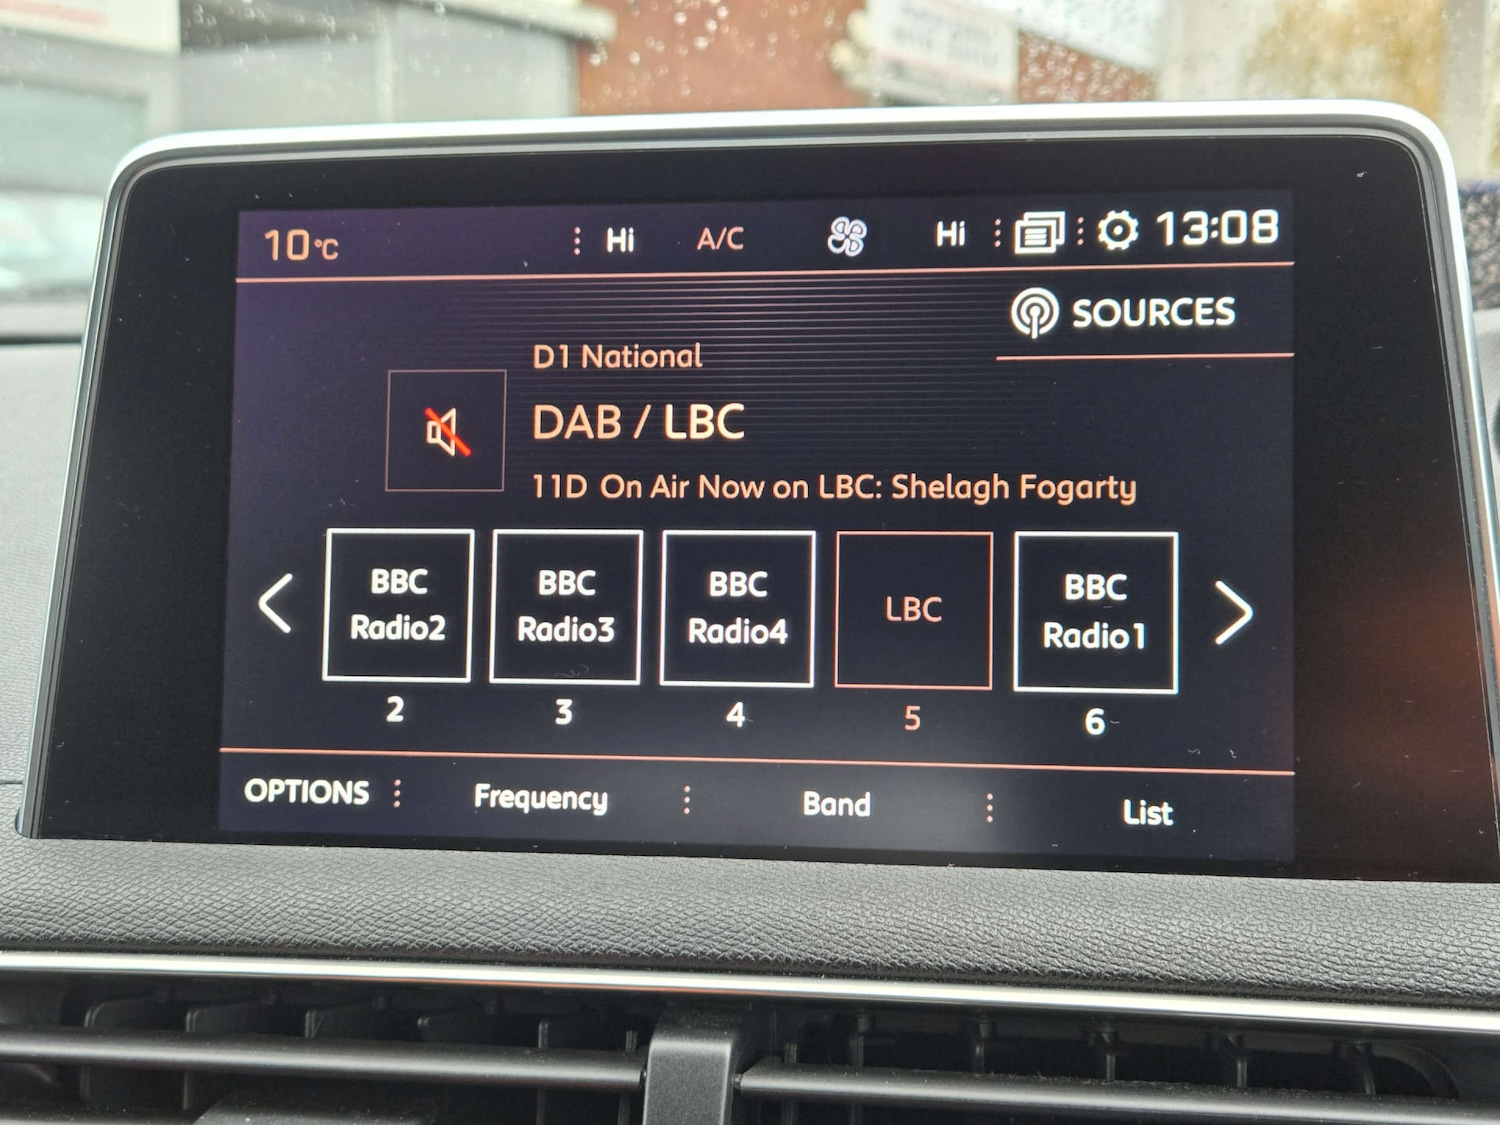 10°C Hi A/C Hi 13:08
SOURCES
D1 National
DAB / LBC
11D On Air Now on LBC: Shelagh Fogarty
BBC
Radio2
BBC
Radio3
BBC
Radio4
LBC
BBC
Radio1
2 3 4 5 6
OPTIONS Frequency Band List